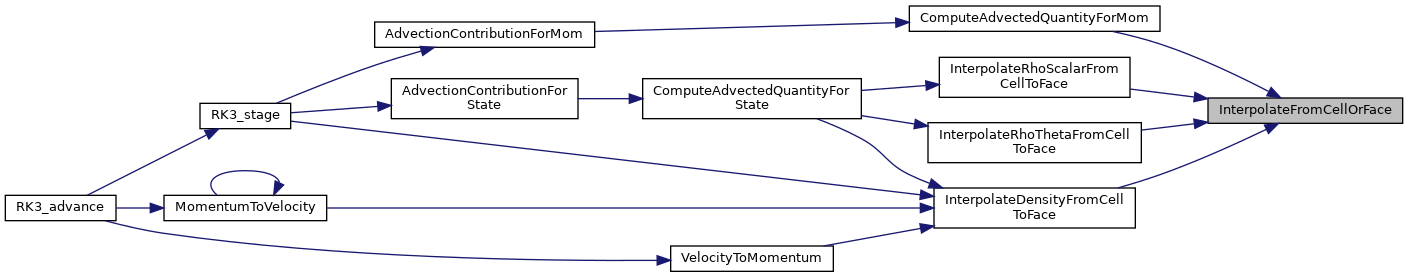 ComputeAdvectedQuantityForMom
AdvectionContributionForMom
InterpolateRhoScalarFrom
CellToFace
AdvectionContributionFor
State
ComputeAdvectedQuantityFor
State
InterpolateFromCellOrFace
RK3_stage
InterpolateRhoThetaFromCell
ToFace
RK3_advance
MomentumToVelocity
InterpolateDensityFromCell
ToFace
VelocityToMomentum